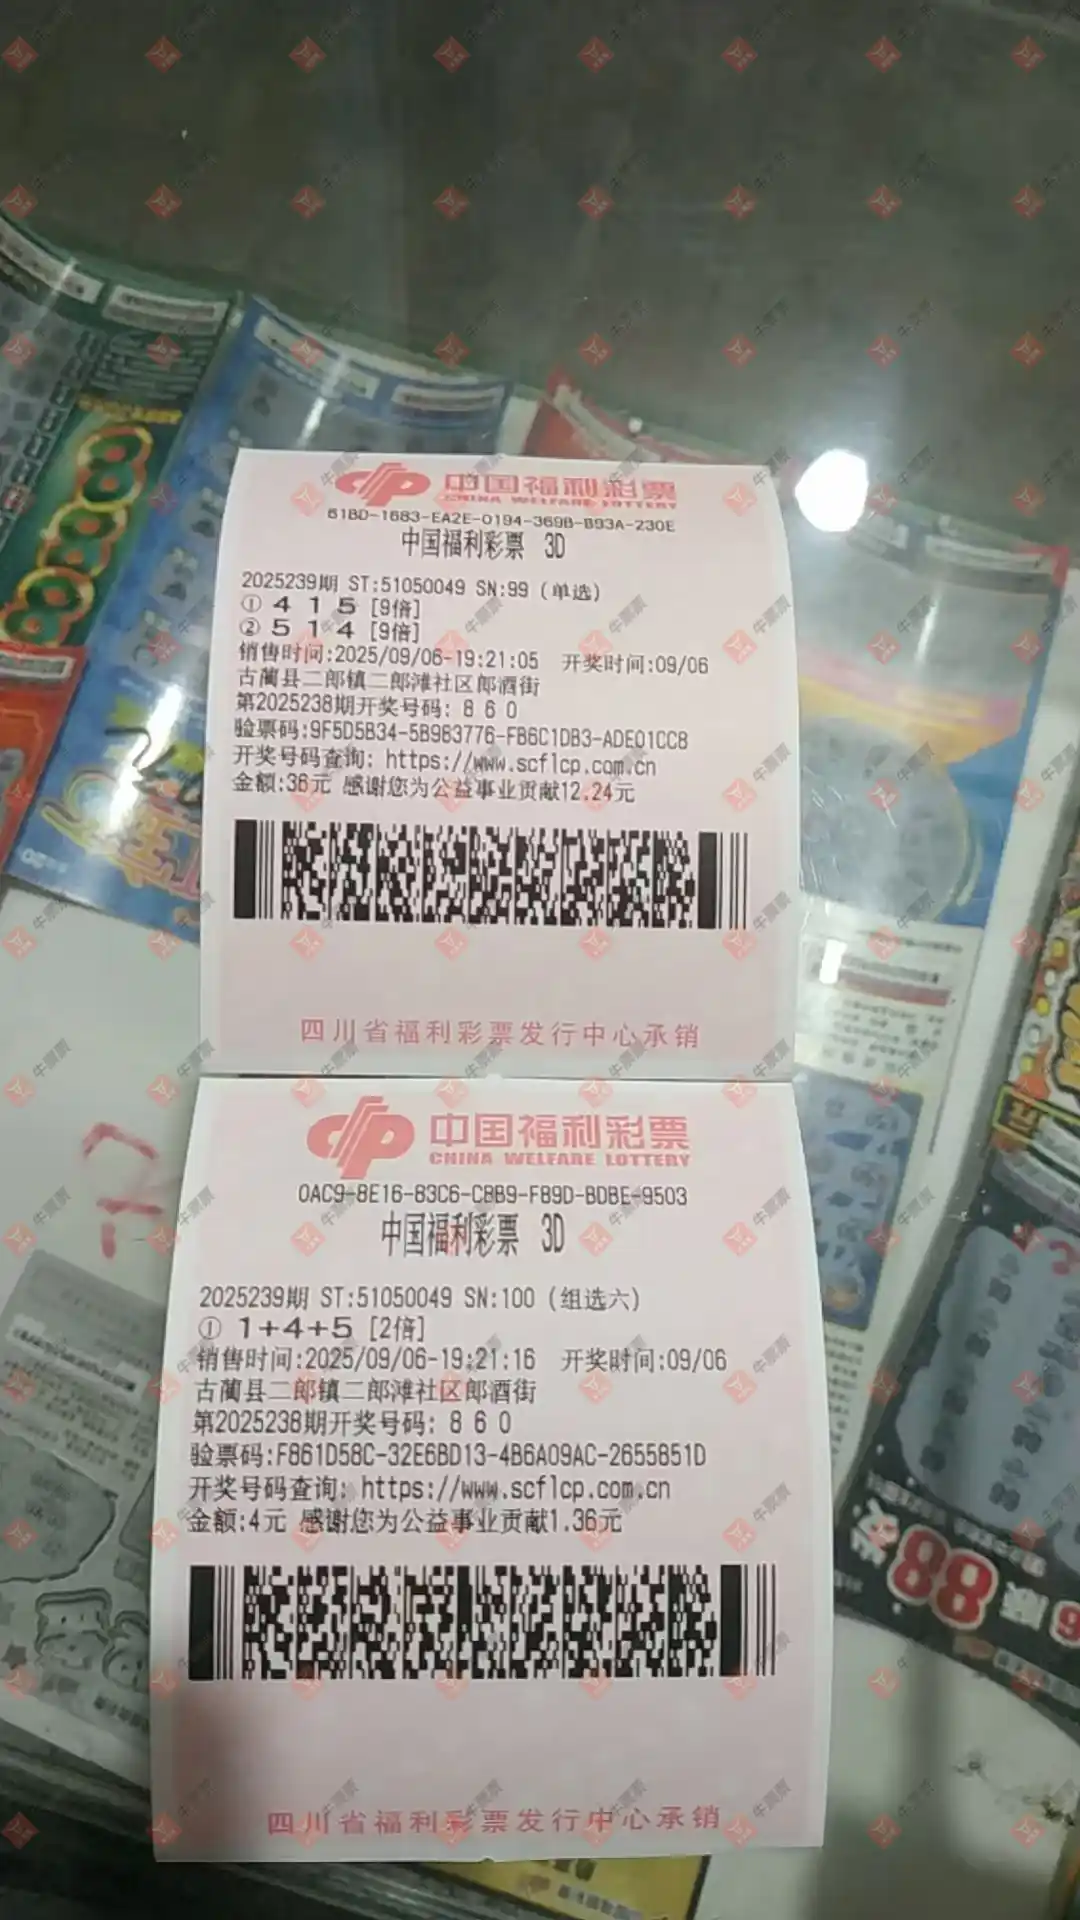 中国福利彩票
CHINA WELFARE LOTTERY
61BD-1683-EA2E-0194-369B-B93A-230E
中国福利彩票 3D
2025239期 ST:51050049 SN:99 (单选)
① 4 1 5 [9倍]
② 5 1 4 [9倍]
销售时间:2025/09/06-19:21:05 开奖时间:09/06
古蔺县二郎镇二郎滩社区郎酒街
第2025238期开奖号码: 8 6 0
验票码:9F5D5B34-5B983776-FB6C1DB3-ADE01CC8
开奖号码查询: https://www.scflcp.com.cn
金额:36元 感谢您为公益事业贡献12.24元
四川省福利彩票发行中心承销
中国福利彩票
CHINA WELFARE LOTTERY
0AC9-8E16-83C6-CBB9-FB9D-BDBE-9503
中国福利彩票 3D
2025239期 ST:51050049 SN:100 (组选六)
① 1+4+5 [2倍]
销售时间:2025/09/06-19:21:16 开奖时间:09/06
古蔺县二郎镇二郎滩社区郎酒街
第2025238期开奖号码: 8 6 0
验票码:F861D58C-32E6BD13-4B6A09AC-2655851D
开奖号码查询: https://www.scflcp.com.cn
金额:4元 感谢您为公益事业贡献1.36元
四川省福利彩票发行中心承销
888
88
牛票票